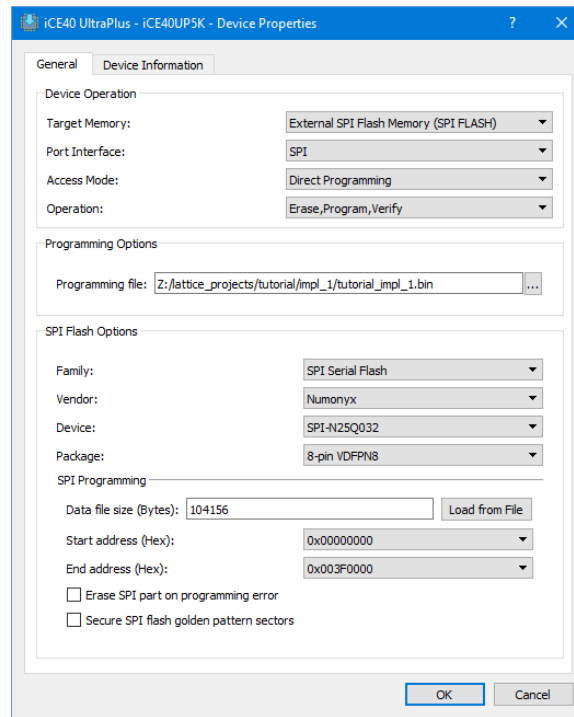 iCE40 UltraPlus - iCE40UP5K - Device Properties ? ×
General Device Information
Device Operation
Target Memory: External SPI Flash Memory (SPI FLASH)
Port Interface: SPI
Access Mode: Direct Programming
Operation: Erase,Program,Verify
Programming Options
Programming file: Z:/lattice_projects/tutorial/impl_1/tutorial_impl_1.bin ...
SPI Flash Options
Family: SPI Serial Flash
Vendor: Numonyx
Device: SPI-N25Q032
Package: 8-pin VDFPN8
SPI Programming
Data file size (Bytes): 104156 Load from File
Start address (Hex): 0x00000000
End address (Hex): 0x003F0000
Erase SPI part on programming error
Secure SPI flash golden pattern sectors
OK Cancel